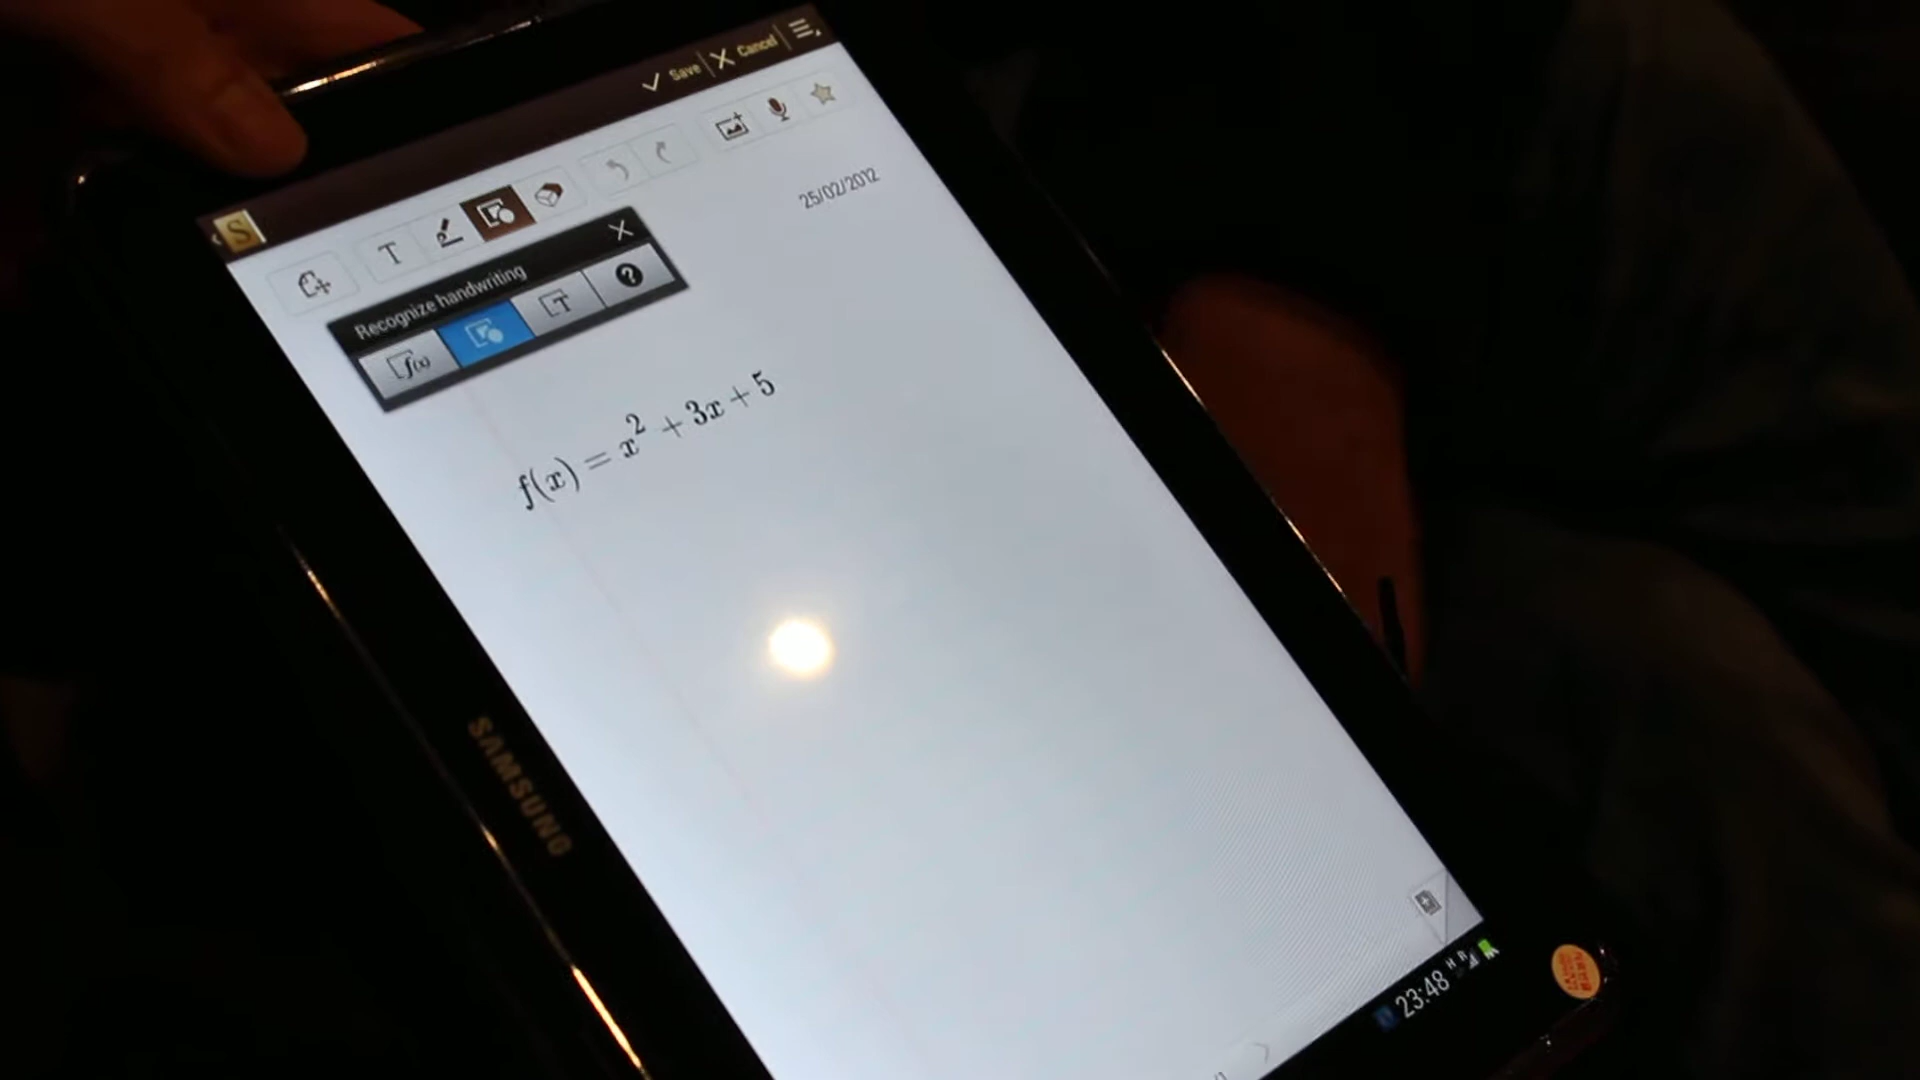 Save Cancel
S
T
25/02/2012
Recognize handwriting
f(x) T ?
f(x) = x² + 3x + 5
SAMSUNG
23:48 H R